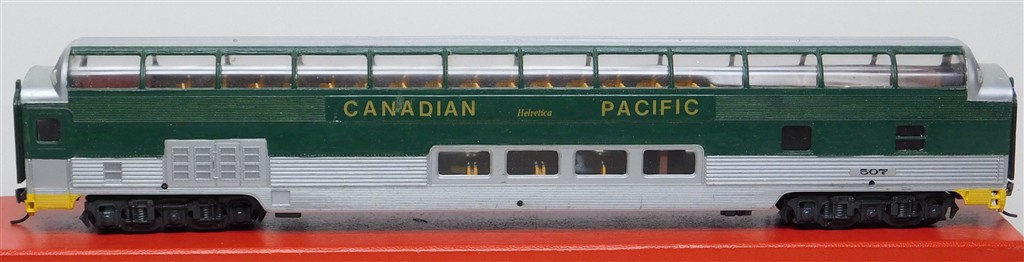 CANADIAN Helvetica PACIFIC
507